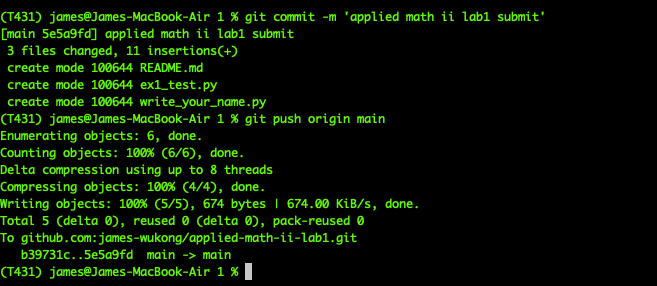 (T431) james@James-MacBook-Air 1 % git commit -m 'applied math ii lab1 submit'
[main 5e5a9fd] applied math ii lab1 submit
 3 files changed, 11 insertions(+)
 create mode 100644 README.md
 create mode 100644 ex1_test.py
 create mode 100644 write_your_name.py
(T431) james@James-MacBook-Air 1 % git push origin main
Enumerating objects: 6, done.
Counting objects: 100% (6/6), done.
Delta compression using up to 8 threads
Compressing objects: 100% (4/4), done.
Writing objects: 100% (5/5), 674 bytes | 674.00 KiB/s, done.
Total 5 (delta 0), reused 0 (delta 0), pack-reused 0
To github.com:james-wukong/applied-math-ii-lab1.git
   b39731c..5e5a9fd  main -> main
(T431) james@James-MacBook-Air 1 %